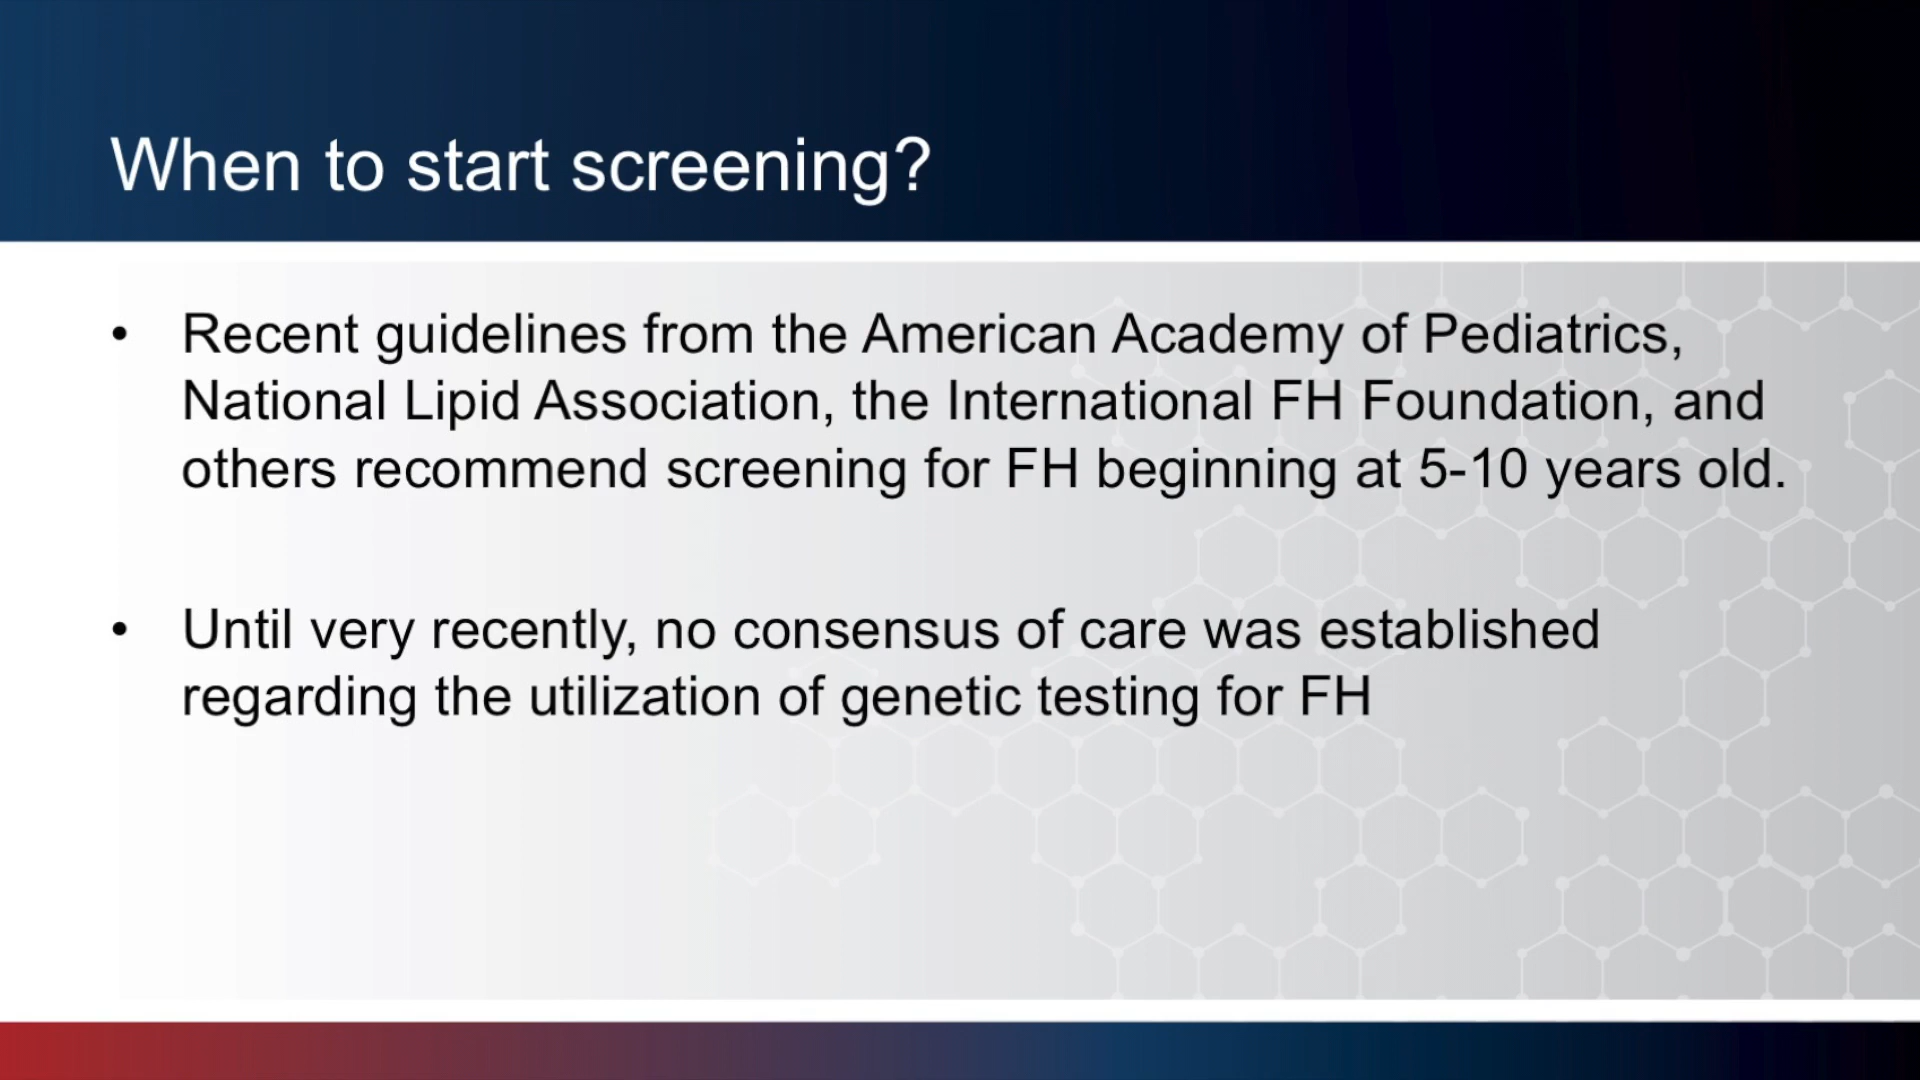 When to start screening?
• Recent guidelines from the American Academy of Pediatrics,
National Lipid Association, the International FH Foundation, and
others recommend screening for FH beginning at 5-10 years old.
• Until very recently, no consensus of care was established
regarding the utilization of genetic testing for FH